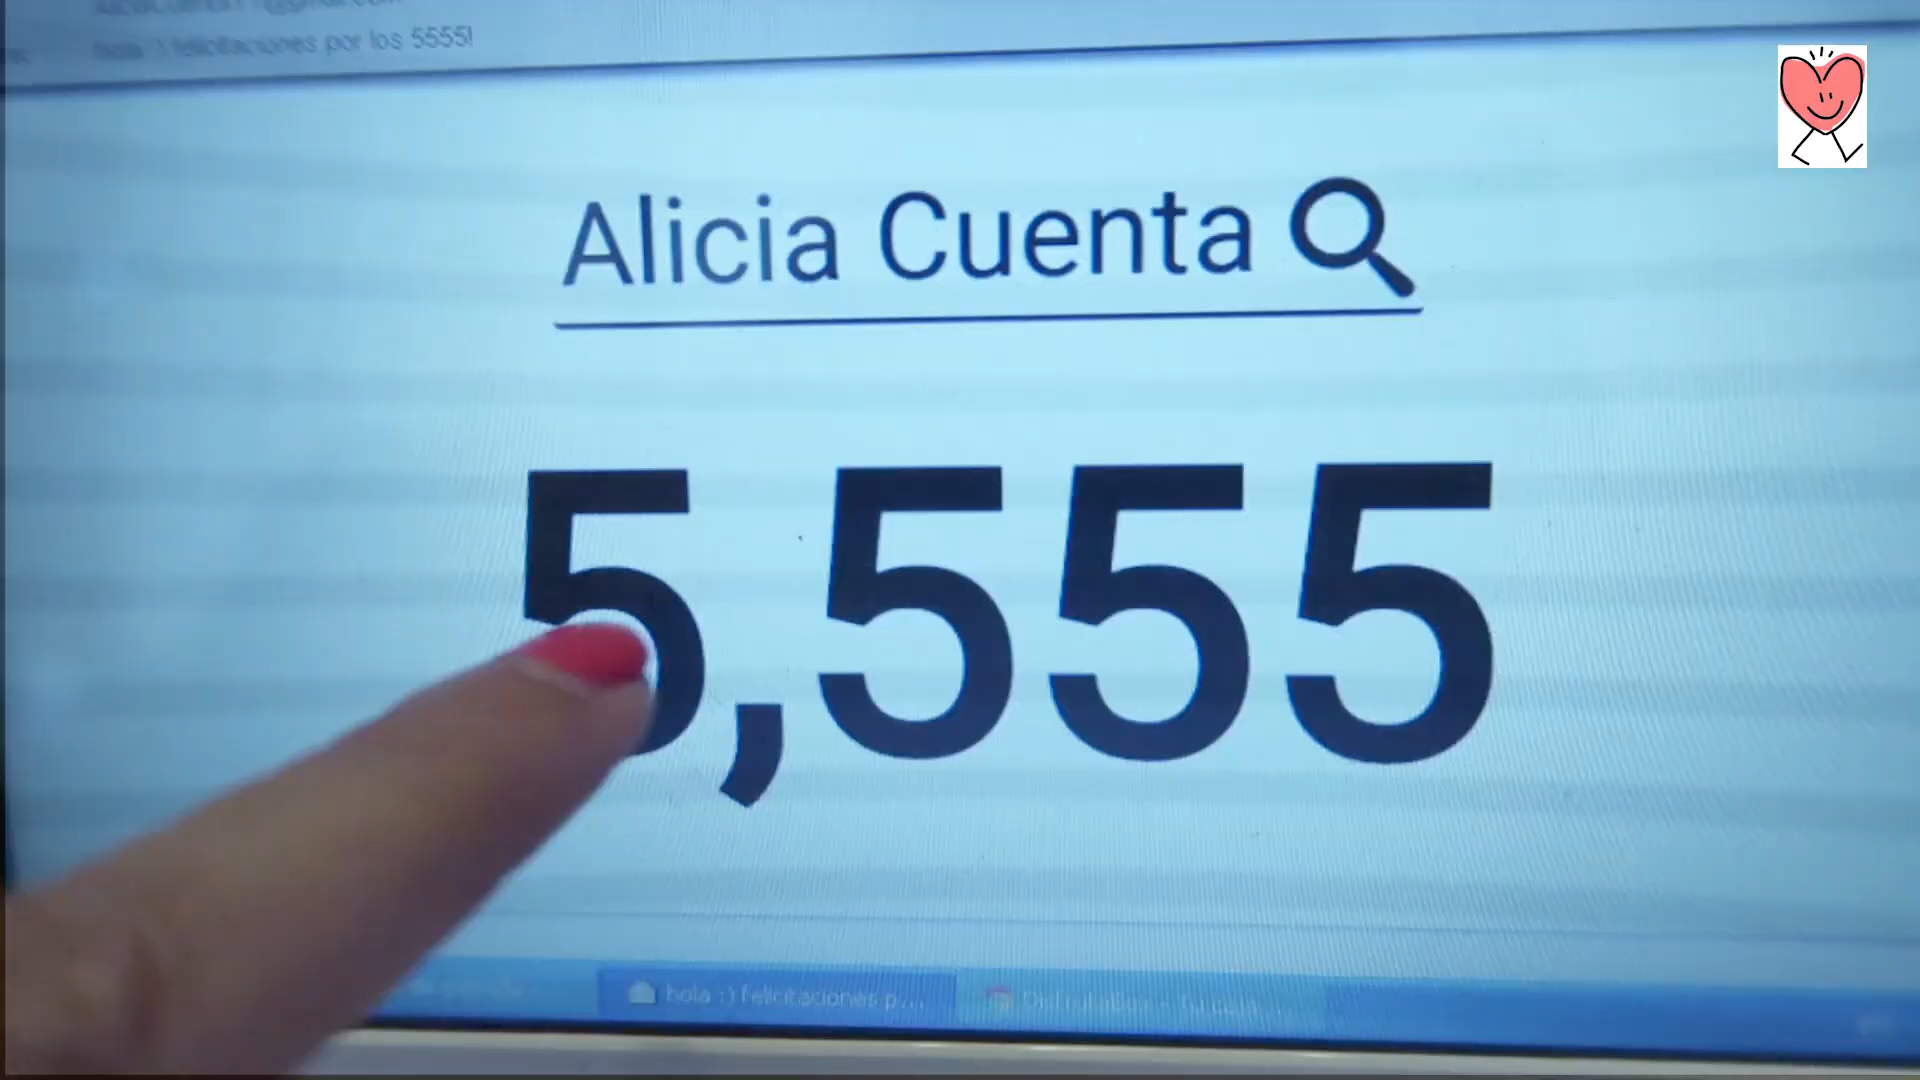 hola :) felicitaciones por los 5555!
Alicia Cuenta
5,555
hola :) felicitaciones p...